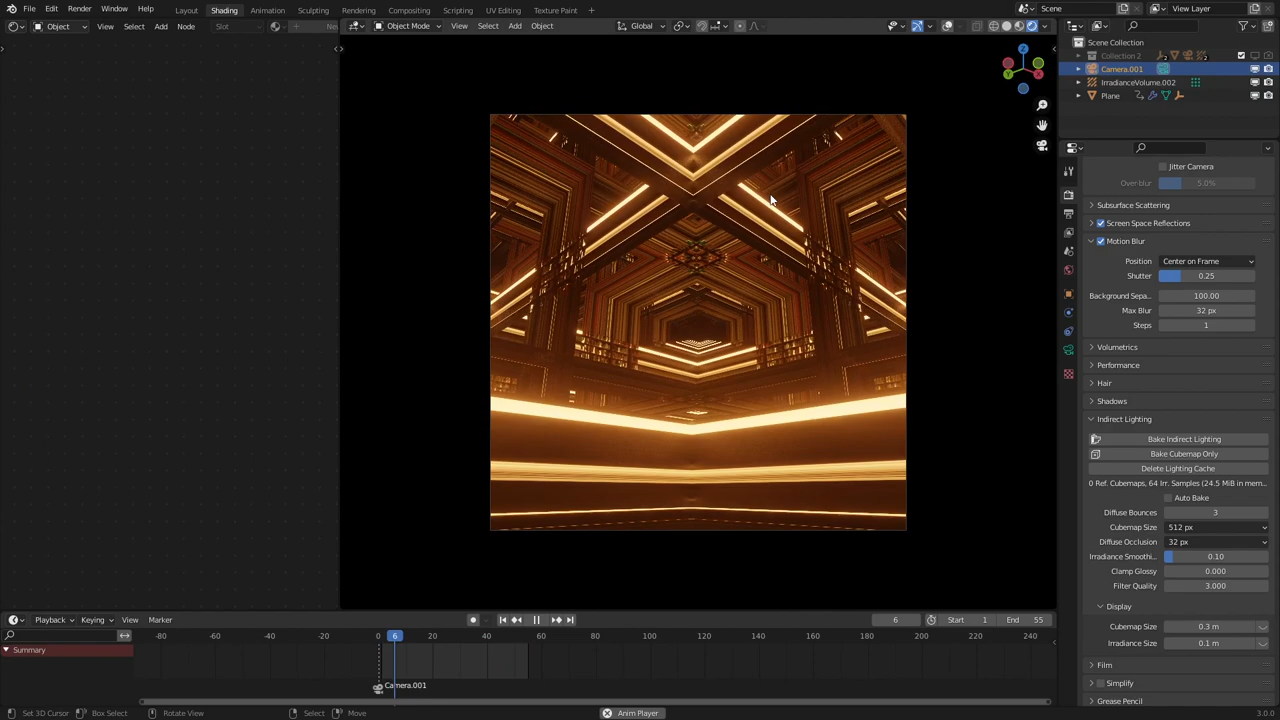 File Edit Render Window Help Layout Shading Animation Sculpting Rendering Compositing Scripting UV Editing Texture Paint Scene View Layer
Object View Select Add Node Slot Object Mode View Select Add Object Global
Scene Collection
Collection 2 2 2
Camera.001
IrradianceVolume.002
Plane
Jitter Camera
Over-blur 5.0%
Subsurface Scattering
Screen Space Reflections
Motion Blur
Position Center on Frame
Shutter 0.25
Background Sepa... 100.00
Max Blur 32 px
Steps 1
Volumetrics
Performance
Hair
Shadows
Indirect Lighting
Bake Indirect Lighting
Bake Cubemap Only
Delete Lighting Cache
0 Ref. Cubemaps, 64 Irr. Samples (24.5 MiB in mem...
Auto Bake
Diffuse Bounces 3
Cubemap Size 512 px
Diffuse Occlusion 32 px
Irradiance Smoothi... 0.10
Clamp Glossy 0.000
Filter Quality 3.000
Display
Cubemap Size 0.3 m
Irradiance Size 0.1 m
Film
Simplify
Grease Pencil
Playback Keying View Marker 6 Start 1 End 55
-80 -60 -40 -20 0 6 20 40 60 80 100 120 140 160 180 200 220 240
Summary
Camera.001
Set 3D Cursor Box Select Rotate View Select Move Anim Player 3.0.0